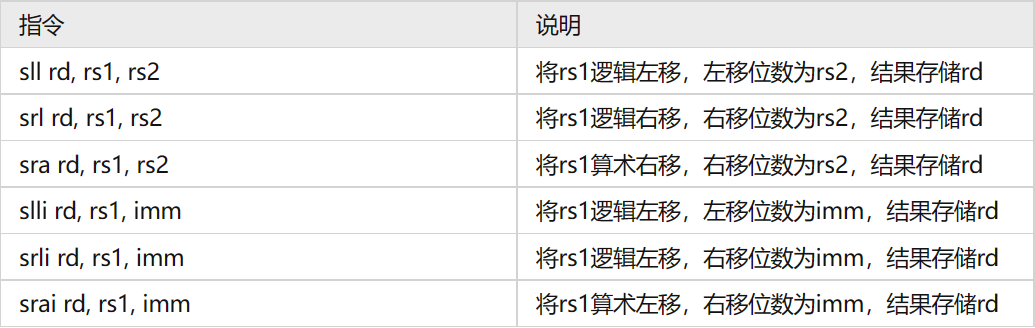 指令 说明
sll rd, rs1, rs2 将rs1逻辑左移，左移位数为rs2，结果存储rd
srl rd, rs1, rs2 将rs1逻辑右移，右移位数为rs2，结果存储rd
sra rd, rs1, rs2 将rs1算术右移，右移位数为rs2，结果存储rd
slli rd, rs1, imm 将rs1逻辑左移，左移位数为imm，结果存储rd
srli rd, rs1, imm 将rs1逻辑左移，右移位数为imm，结果存储rd
srai rd, rs1, imm 将rs1算术左移，右移位数为imm，结果存储rd